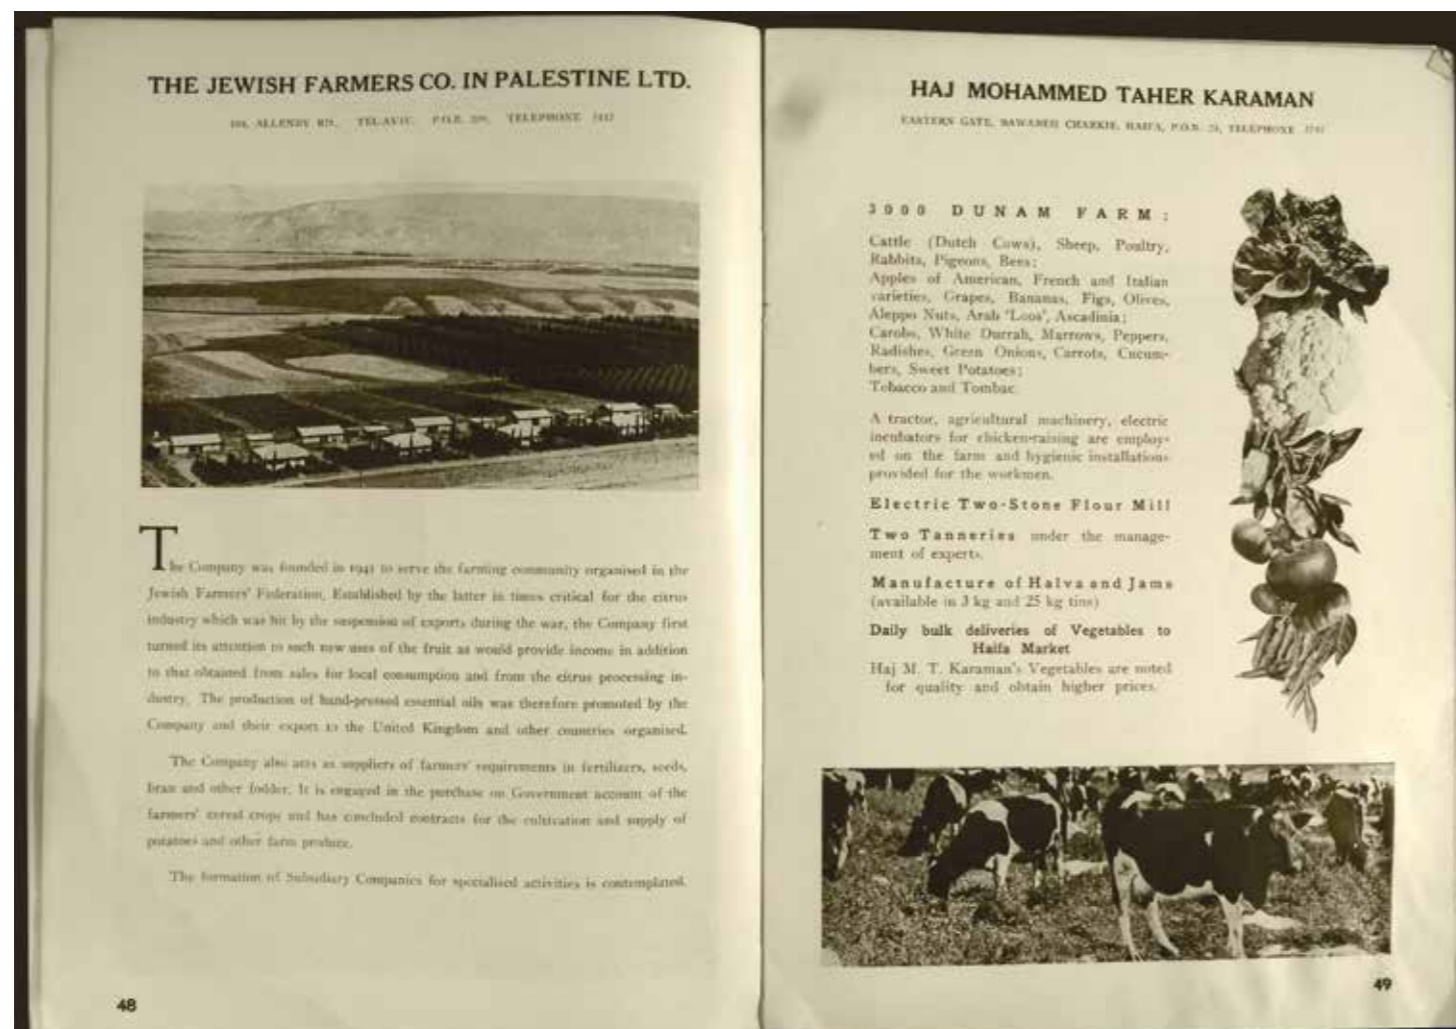 THE JEWISH FARMERS CO. IN PALESTINE LTD.
ALLENBY RD., TEL-AVIV. P.O.B. TELEPHONE
The Company was founded in 1941 to serve the farming community organised in the
Jewish Farmers' Federation. Established by the latter in times critical for the citrus
industry which was hit by the suspension of exports during the war, the Company first
turned its attention to such new uses of the fruit as would provide income in addition
to that obtained from sales for local consumption and from the citrus processing in-
dustry. The production of hand-pressed essential oils was therefore promoted by the
Company and their export to the United Kingdom and other countries organised.
The Company also acts as suppliers of farmers' requirements in fertilizers, seeds,
bran and other fodder. It is engaged in the purchase on Government account of the
farmers' cereal crops and has concluded contracts for the cultivation and supply of
potatoes and other farm produce.
The formation of Subsidiary Companies for specialised activities is contemplated.
48
HAJ MOHAMMED TAHER KARAMAN
EASTERN GATE, BAWABEH CHARKIE, HAIFA, P.O.B. TELEPHONE
3000 DUNAM FARM:
Cattle (Dutch Cows), Sheep, Poultry,
Rabbits, Pigeons, Bees;
Apples of American, French and Italian
varieties, Grapes, Bananas, Figs, Olives,
Aleppo Nuts, Arab 'Loos', Ascadinia;
Carobs, White Durrah, Marrows, Peppers,
Radishes, Green Onions, Carrots, Cucum-
bers, Sweet Potatoes;
Tobacco and Tombac.
A tractor, agricultural machinery, electric
incubators for chicken-raising are employ-
ed on the farm and hygienic installations
provided for the workmen.
Electric Two-Stone Flour Mill
Two Tanneries under the manage-
ment of experts.
Manufacture of Halva and Jams
(available in 3 kg and 25 kg tins)
Daily bulk deliveries of Vegetables to
Haifa Market
Haj M. T. Karaman's Vegetables are noted
for quality and obtain higher prices.
49